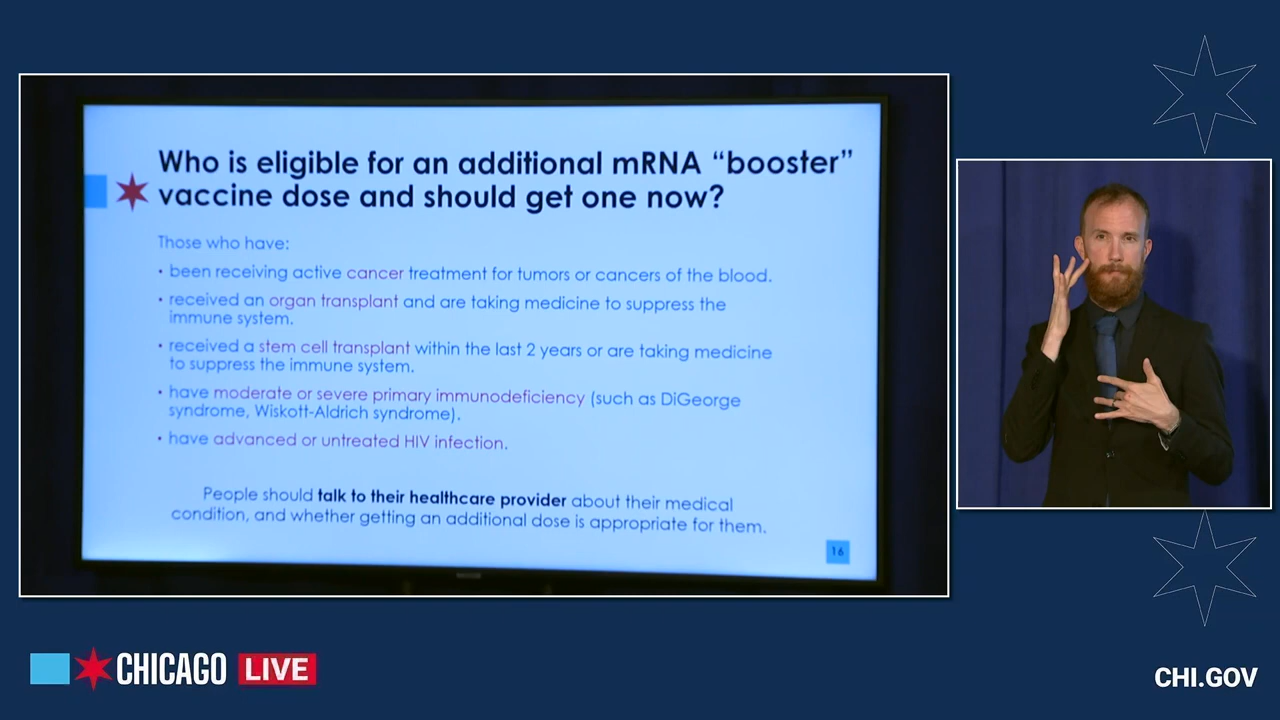 Who is eligible for an additional mRNA “booster”
vaccine dose and should get one now?
Those who have:
• been receiving active cancer treatment for tumors or cancers of the blood.
• received an organ transplant and are taking medicine to suppress the
immune system.
• received a stem cell transplant within the last 2 years or are taking medicine
to suppress the immune system.
• have moderate or severe primary immunodeficiency (such as DiGeorge
syndrome, Wiskott-Aldrich syndrome).
• have advanced or untreated HIV infection.
People should talk to their healthcare provider about their medical
condition, and whether getting an additional dose is appropriate for them.
16
CHICAGO LIVE
CHI.GOV